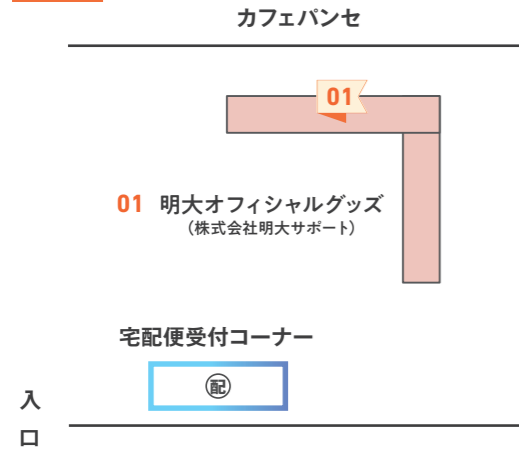 カフェパンセ
01
01 明大オフィシャルグッズ
（株式会社明大サポート）
宅配便受付コーナー
配
入
口